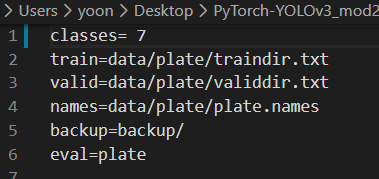 > Users > yoon > Desktop > PyTorch-YOLOv3_mod2
1 classes= 7
2 train=data/plate/traindir.txt
3 valid=data/plate/validdir.txt
4 names=data/plate/plate.names
5 backup=backup/
6 eval=plate